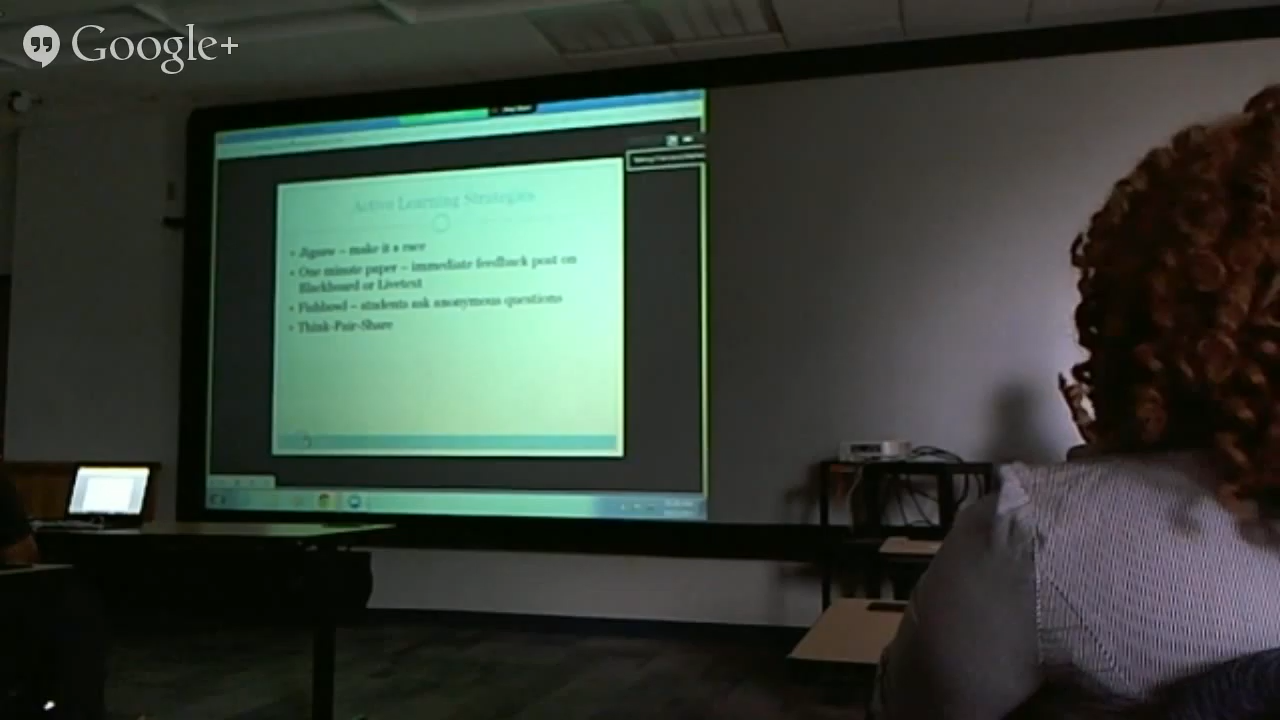 Google+
Active Learning Strategies
• Jigsaw – make it a race
• One minute paper – immediate feedback post on
Blackboard or Livetext
• Fishbowl – students ask anonymous questions
• Think-Pair-Share